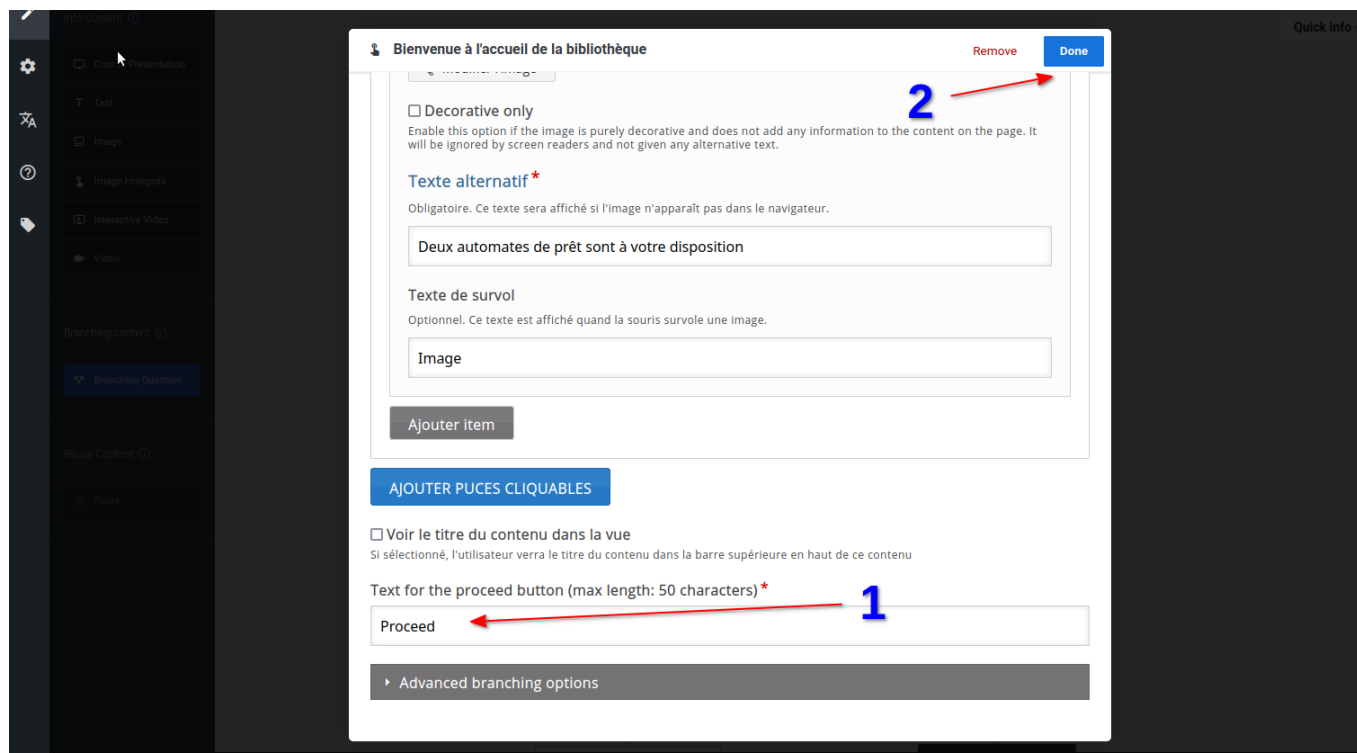 Info Content
Quick info
Bienvenue à l'accueil de la bibliothèque
Remove
Done
Course Presentation
Modifier l'image
2
Text
Decorative only
Enable this option if the image is purely decorative and does not add any information to the content on the page. It
will be ignored by screen readers and not given any alternative text.
Image
Texte alternatif *
Image Hotspots
Obligatoire. Ce texte sera affiché si l'image n'apparaît pas dans le navigateur.
Interactive Video
Deux automates de prêt sont à votre disposition
Video
Texte de survol
Optionnel. Ce texte est affiché quand la souris survole une image.
Branching content
Image
Branching Question
Ajouter item
Reuse Content
AJOUTER PUCES CLIQUABLES
Paste
Voir le titre du contenu dans la vue
Si sélectionné, l'utilisateur verra le titre du contenu dans la barre supérieure en haut de ce contenu
Text for the proceed button (max length: 50 characters) *
1
Proceed
Advanced branching options